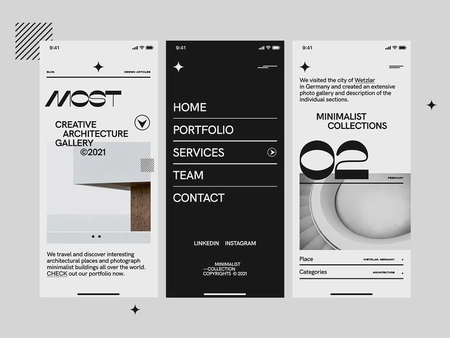 9:41
BLOG
DESIGN ARTICLES
MOST
CREATIVE
ARCHITECTURE
GALLERY
©2021
We travel and discover interesting
architectural places and photograph
minimalist buildings all over the world.
CHECK out our portfolio now.
9:41
HOME
PORTFOLIO
SERVICES
TEAM
CONTACT
LINKEDIN INSTAGRAM
MINIMALIST
—COLLECTION
COPYRIGHTS © 2021
9:41
We visited the city of Wetzlar
in Germany and created an extensive
photo gallery and description of the
individual sections.
MINIMALIST
COLLECTIONS
02
FEBRUARY
Place WETZLAR, GERMANY
Categories ARCHITECTURE